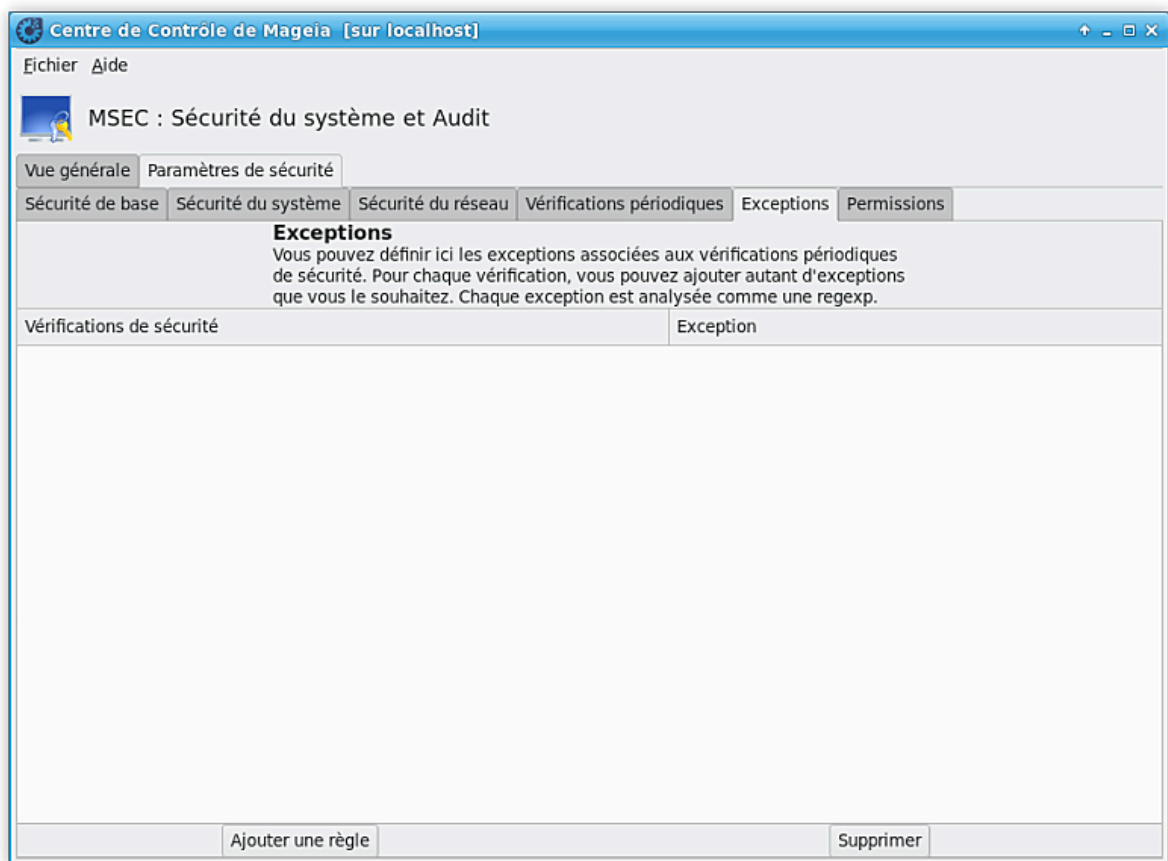 Centre de Contrôle de Mageia [sur localhost]
Fichier Aide
MSEC : Sécurité du système et Audit
Vue générale Paramètres de sécurité
Sécurité de base Sécurité du système Sécurité du réseau Vérifications périodiques Exceptions Permissions
Exceptions
Vous pouvez définir ici les exceptions associées aux vérifications périodiques
de sécurité. Pour chaque vérification, vous pouvez ajouter autant d'exceptions
que vous le souhaitez. Chaque exception est analysée comme une regexp.
Vérifications de sécurité Exception
Ajouter une règle Supprimer